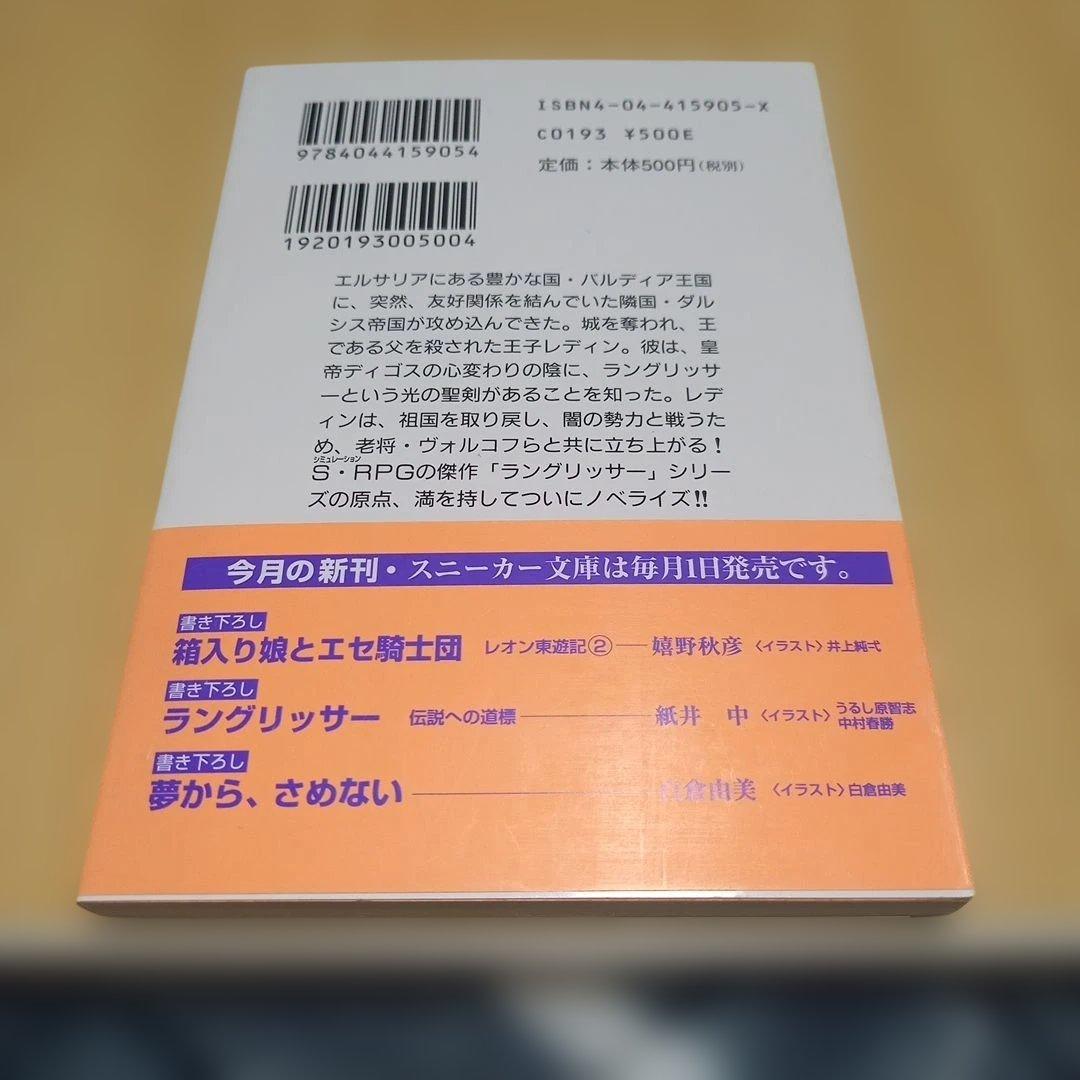 9784044159054
ISBN4-04-415905-X
C0193 ¥500E
定価：本体500円(税別)
1920193005004
エルサリアにある豊かな国・バルディア王国
に、突然、友好関係を結んでいた隣国・ダル
シス帝国が攻め込んできた。城を奪われ、王
である父を殺された王子レディン。彼は、皇
帝ディゴスの心変わりの陰に、ラングリッサ
ーという光の聖剣があることを知った。レデ
ィンは、祖国を取り戻し、闇の勢力と戦うた
め、老将・ヴォルコフらと共に立ち上がる！
シミュレーション
S・RPGの傑作「ラングリッサー」シリー
ズの原点、満を持してついにノベライズ!!
今月の新刊・スニーカー文庫は毎月1日発売です。
書き下ろし
箱入り娘とエセ騎士団 レオン東遊記② 嬉野秋彦〈イラスト〉井上純弌
書き下ろし
ラングリッサー 伝説への道標 紙井 中〈イラスト〉うるし原智志
中村春勝
書き下ろし
夢から、さめない 白倉由美〈イラスト〉白倉由美